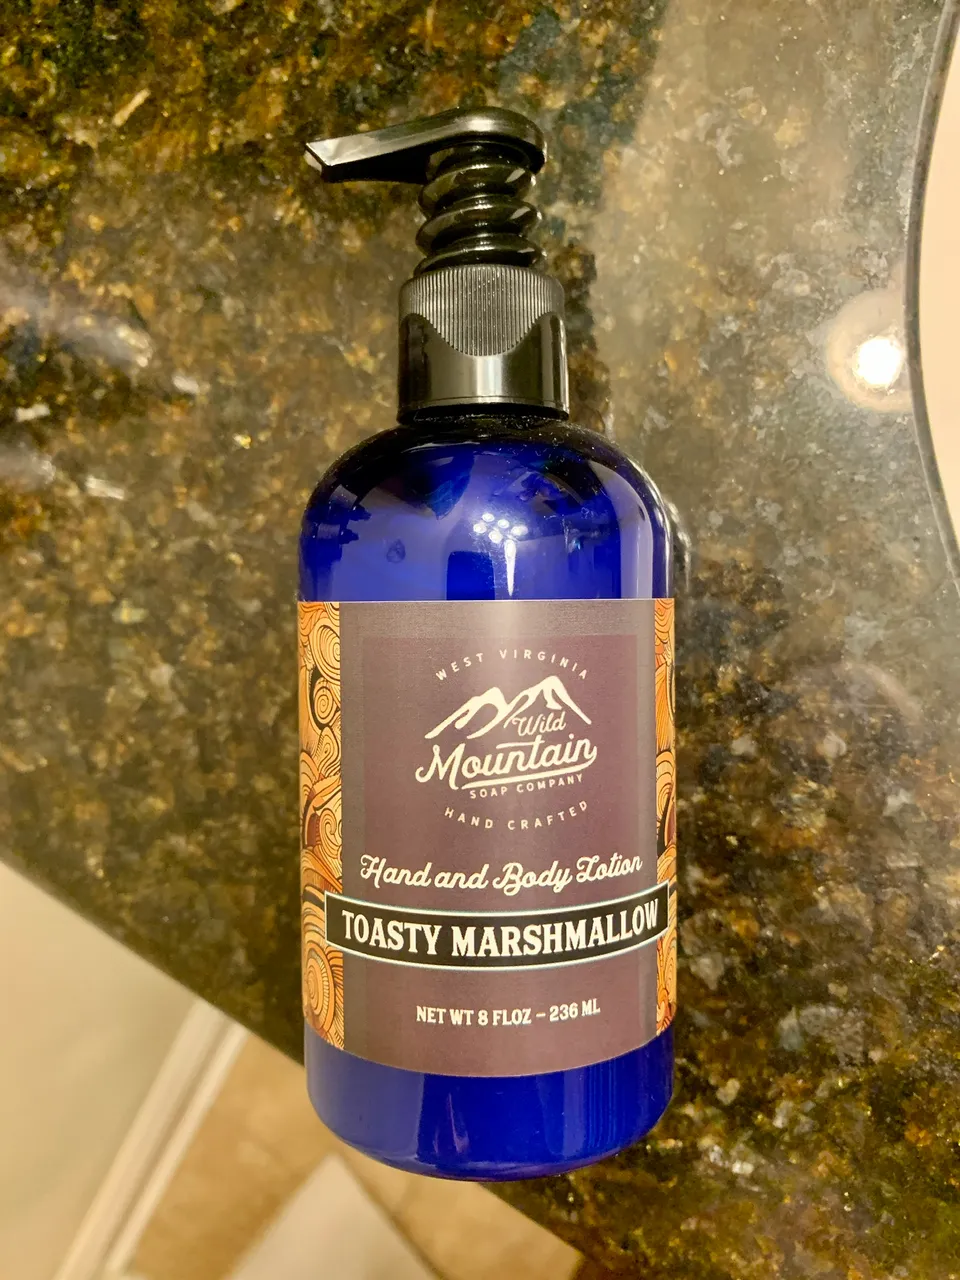 WEST VIRGINIA
Wild
Mountain
SOAP COMPANY
HAND CRAFTED
Hand and Body Lotion
TOASTY MARSHMALLOW
NET WT 8 FLOZ – 236 ML